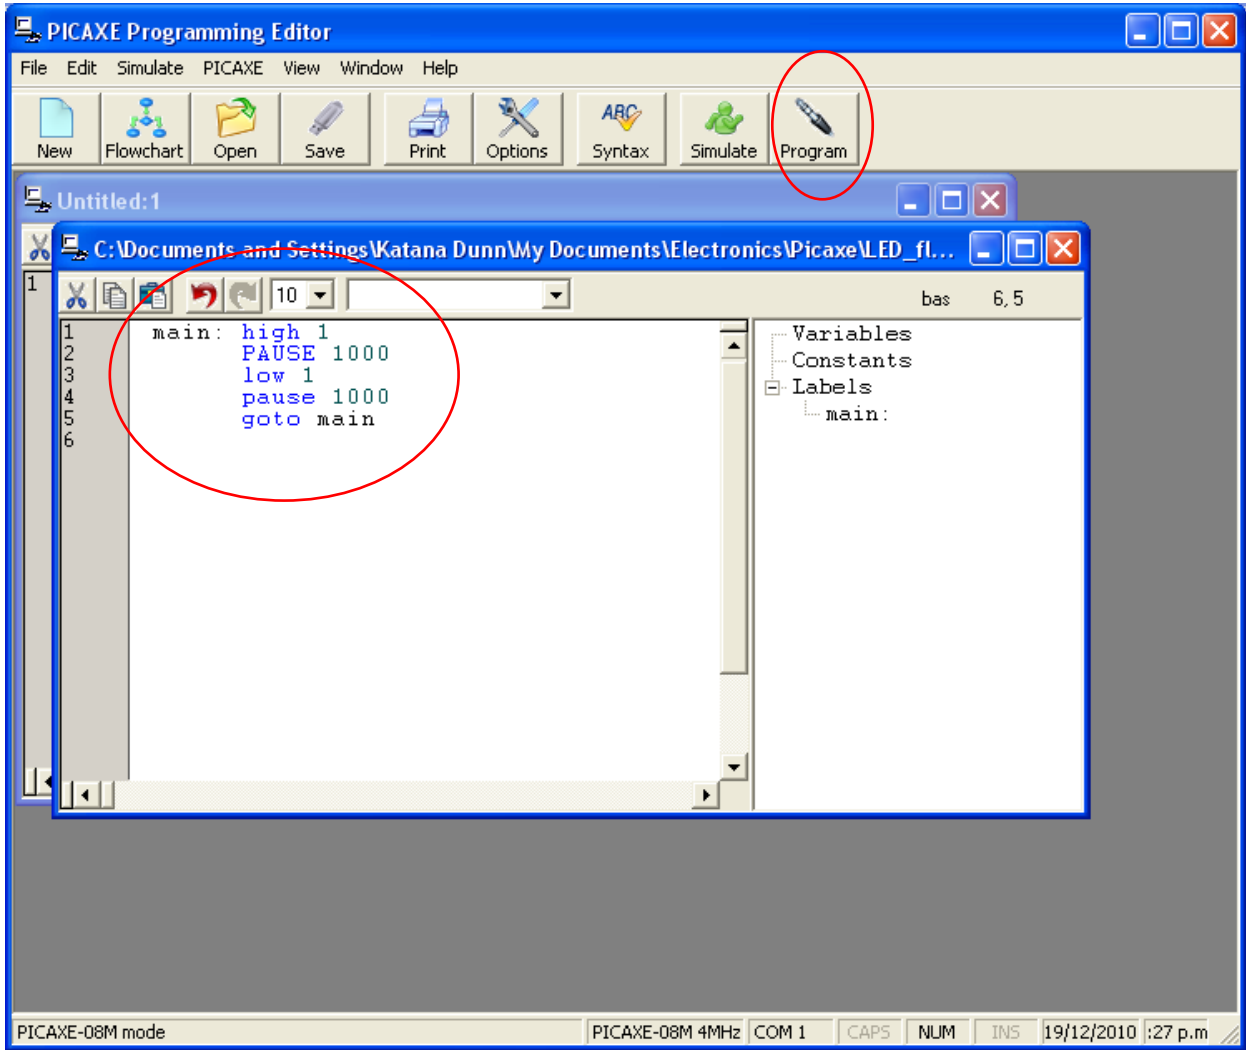 PICAXE Programming Editor
File Edit Simulate PICAXE View Window Help
New Flowchart Open Save Print Options ABC Syntax Simulate Program
Untitled:1
1
C:\Documents and Settings\Katana Dunn\My Documents\Electronics\Picaxe\LED_fl...
10 bas 6,5
1 main: high 1
2 PAUSE 1000
3 low 1
4 pause 1000
5 goto main
6
Variables
Constants
Labels
main:
PICAXE-08M mode PICAXE-08M 4MHz COM 1 CAPS NUM INS 19/12/2010 :27 p.m